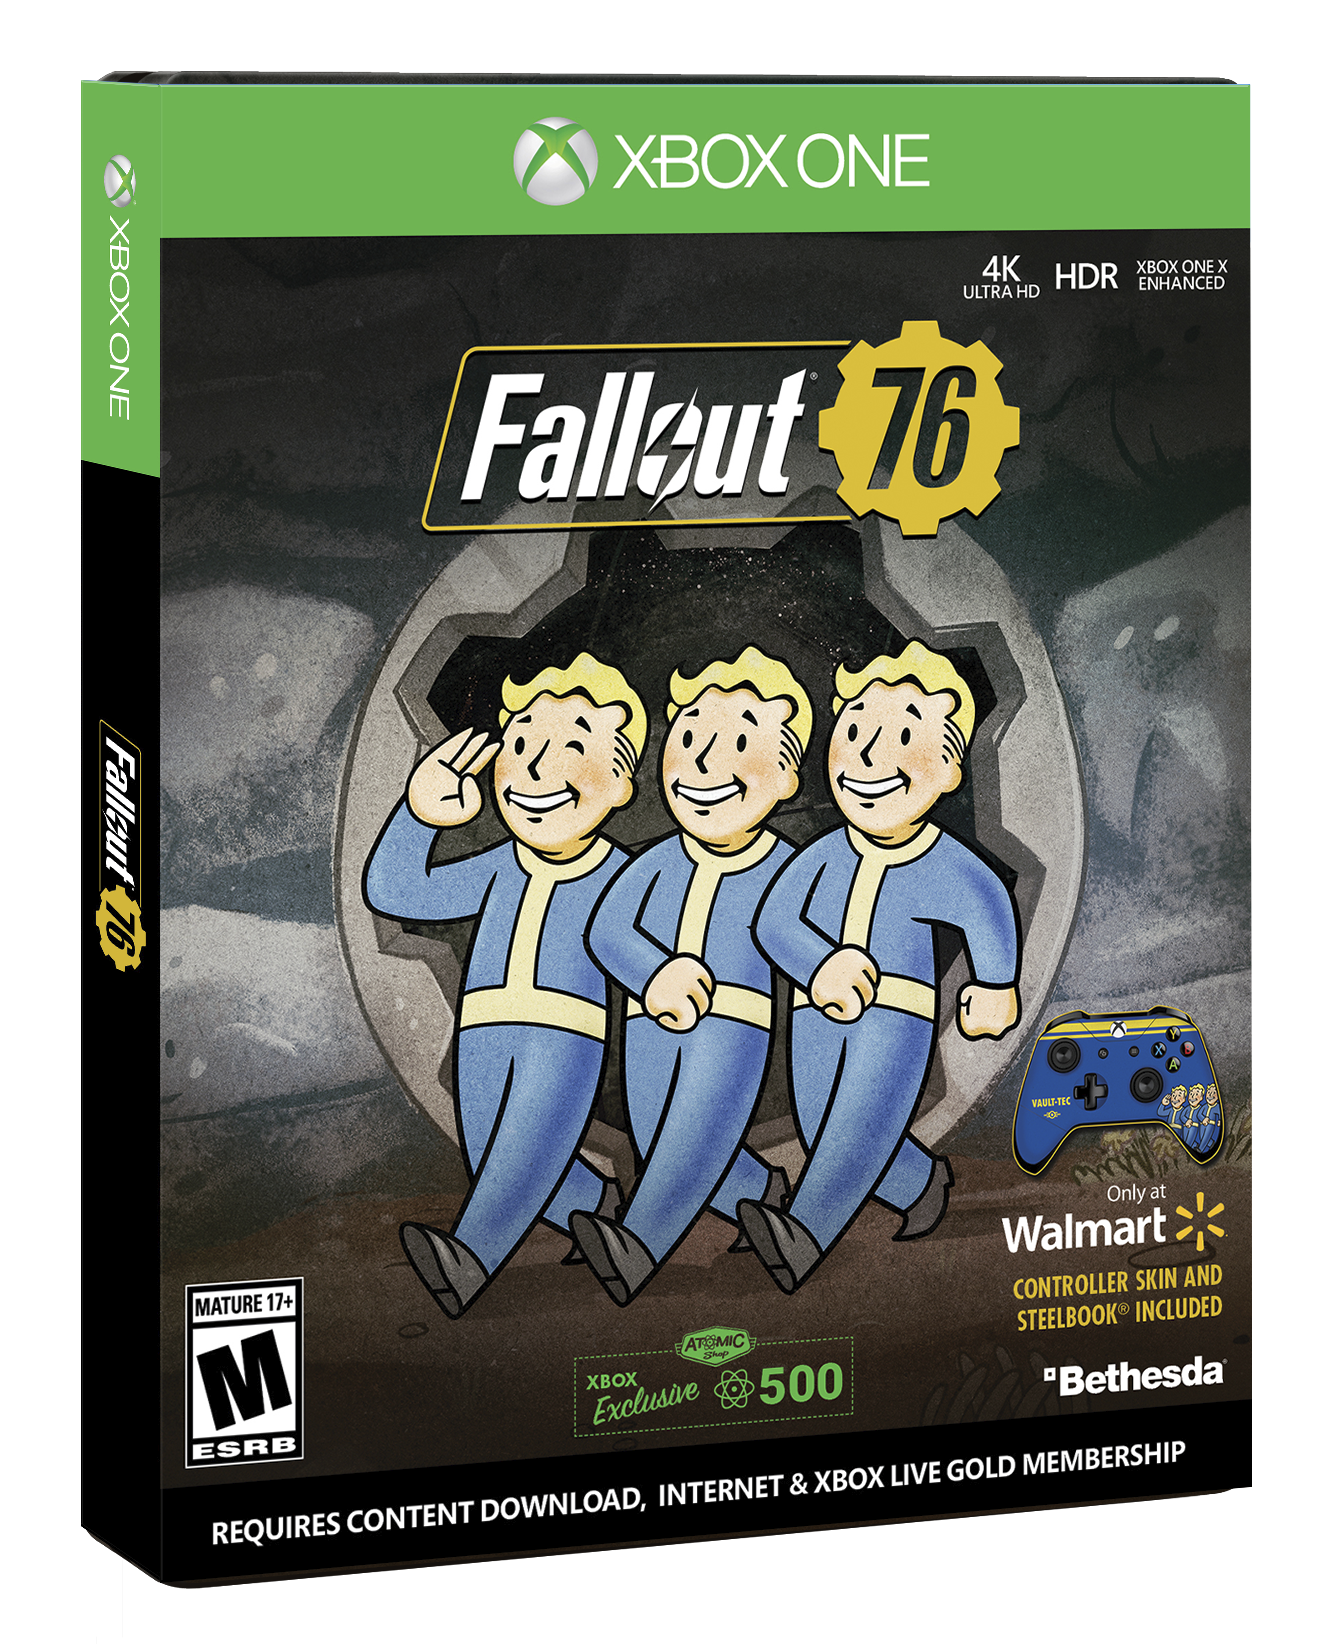 XBOX ONE
XBOX ONE
4K
ULTRA HD
HDR
XBOX ONE X
ENHANCED
Fallout® 76
Fallout 76
VAULT-TEC
X
Y
A
Only at
Walmart
CONTROLLER SKIN AND
STEELBOOK® INCLUDED
MATURE 17+
M
ESRB
ATOMIC
Shop
XBOX
Exclusive
500
Bethesda®
REQUIRES CONTENT DOWNLOAD, INTERNET & XBOX LIVE GOLD MEMBERSHIP